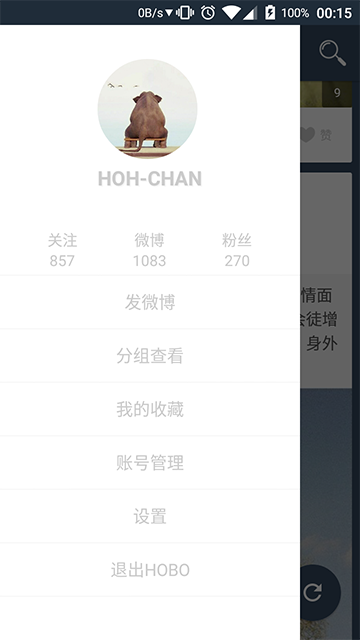 0B/s 100% 00:15
9
HOH-CHAN
赞
关注 微博 粉丝
857 1083 270
发微博
情面
会徒增
分组查看
身外
我的收藏
账号管理
设置
退出HOBO